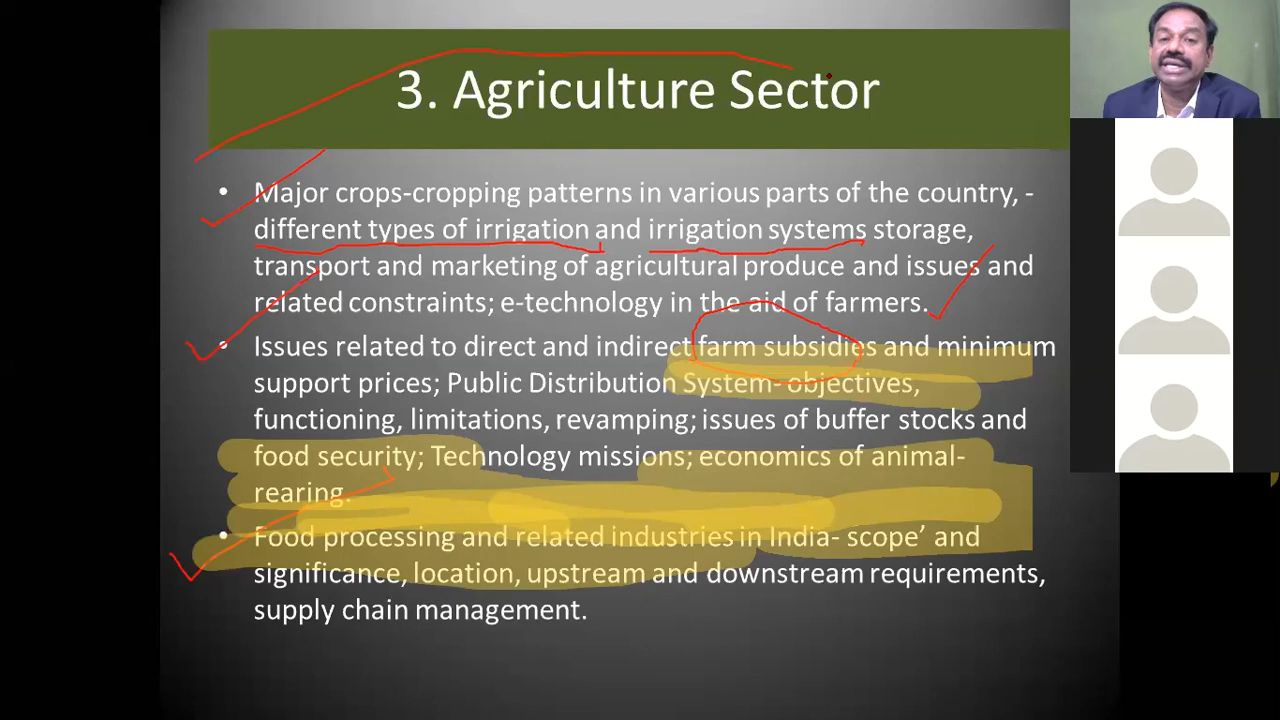 3. Agriculture Sector
• Major crops-cropping patterns in various parts of the country, -
different types of irrigation and irrigation systems storage,
transport and marketing of agricultural produce and issues and
related constraints; e-technology in the aid of farmers.
• Issues related to direct and indirect farm subsidies and minimum
support prices; Public Distribution System- objectives,
functioning, limitations, revamping; issues of buffer stocks and
food security; Technology missions; economics of animal-
rearing.
• Food processing and related industries in India- scope’ and
significance, location, upstream and downstream requirements,
supply chain management.